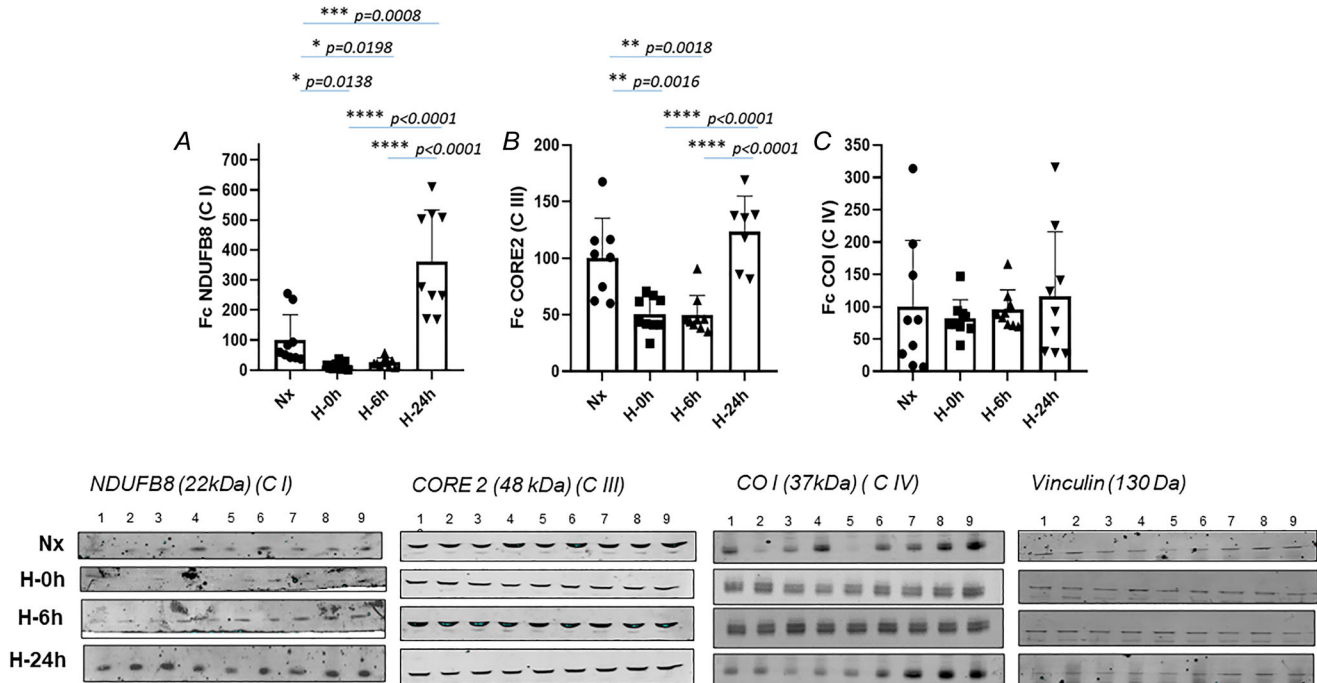 *** p=0.0008
* p=0.0198
* p=0.0138
**** p<0.0001
**** p<0.0001
** p=0.0018
** p=0.0016
**** p<0.0001
**** p<0.0001
A
Fc NDUFB8 (C I)
700
600
500
400
300
200
100
0
Nx
H-0h
H-6h
H-24h
B
Fc CORE2 (C III)
200
150
100
50
0
Nx
H-0h
H-6h
H-24h
C
Fc COI (C IV)
350
300
250
200
150
100
50
0
Nx
H-0h
H-6h
H-24h
NDUFB8 (22kDa) (C I)
1 2 3 4 5 6 7 8 9
CORE 2 (48 kDa) (C III)
1 2 3 4 5 6 7 8 9
CO I (37kDa) ( C IV)
1 2 3 4 5 6 7 8 9
Vinculin (130 Da)
1 2 3 4 5 6 7 8 9
Nx
H-0h
H-6h
H-24h